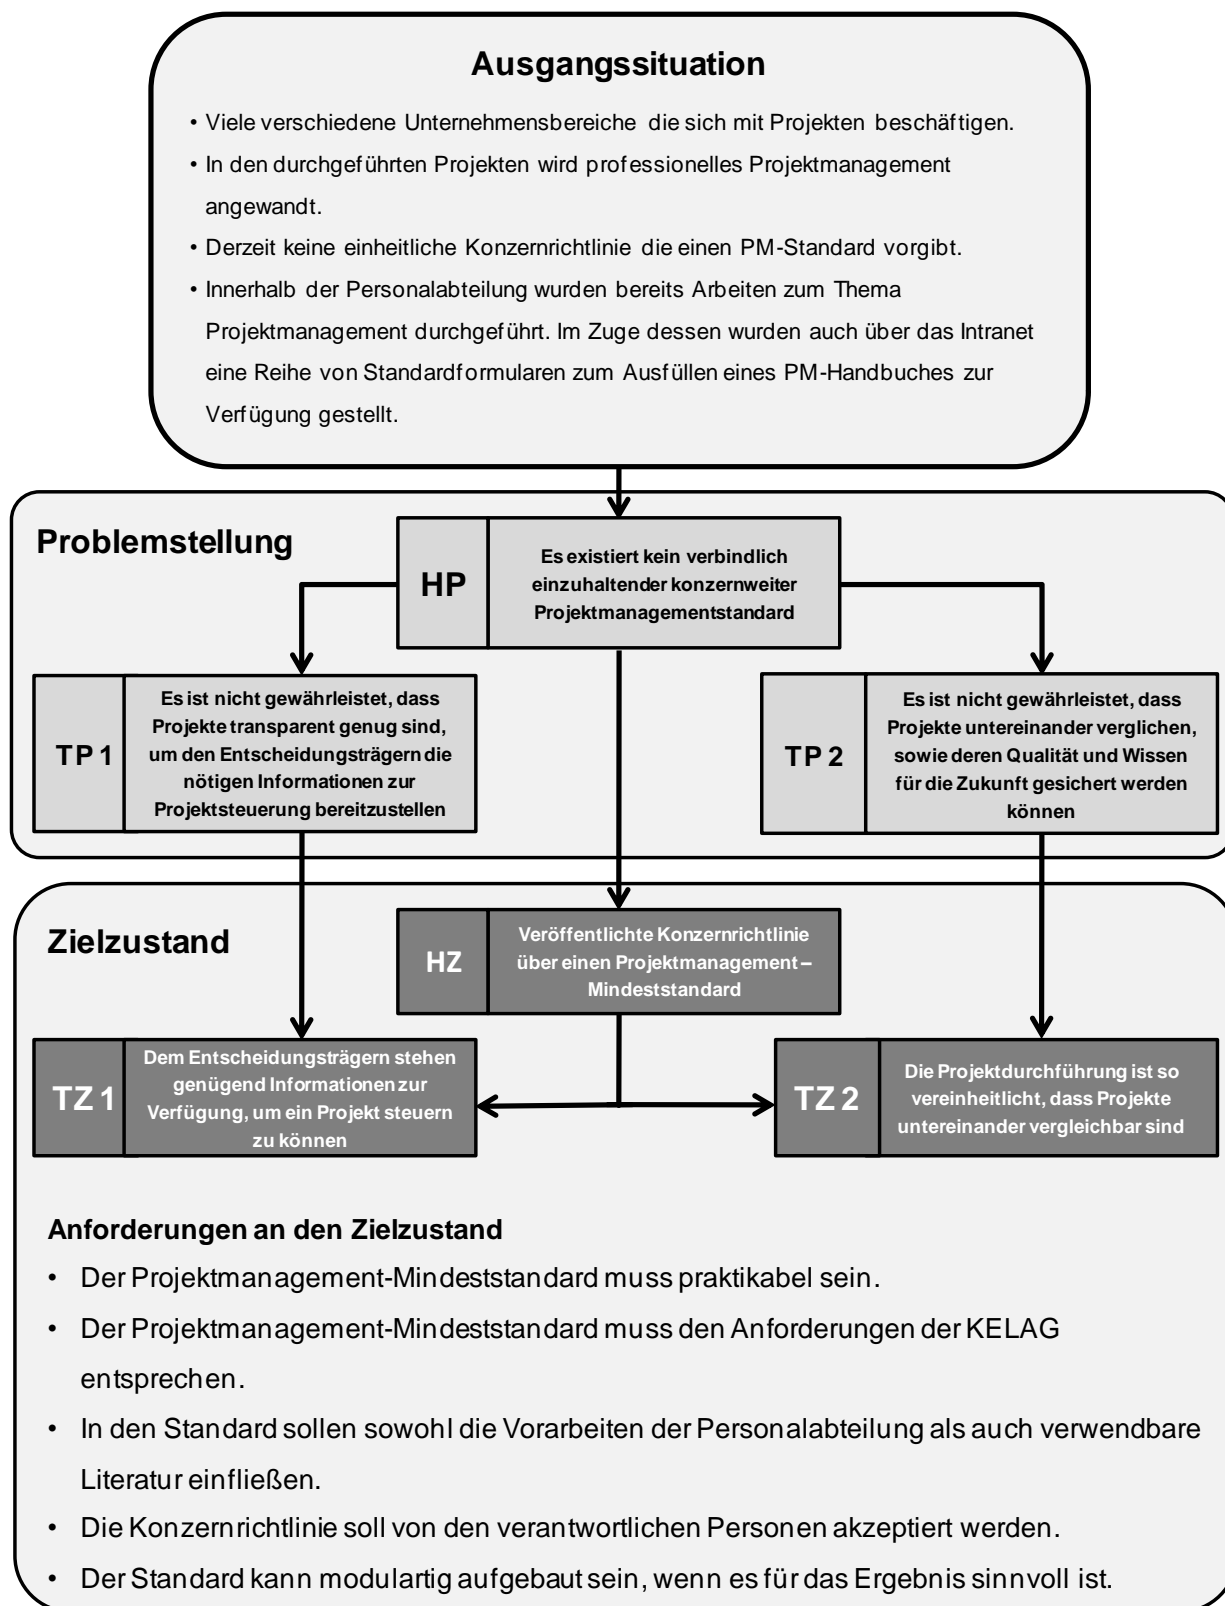 Ausgangssituation
• Viele verschiedene Unternehmensbereiche die sich mit Projekten beschäftigen.
• In den durchgeführten Projekten wird professionelles Projektmanagement
angewandt.
• Derzeit keine einheitliche Konzernrichtlinie die einen PM-Standard vorgibt.
• Innerhalb der Personalabteilung wurden bereits Arbeiten zum Thema
Projektmanagement durchgeführt. Im Zuge dessen wurden auch über das Intranet
eine Reihe von Standardformularen zum Ausfüllen eines PM-Handbuches zur
Verfügung gestellt.
Problemstellung
HP
Es existiert kein verbindlich
einzuhaltender konzernweiter
Projektmanagementstandard
TP 1
Es ist nicht gewährleistet, dass
Projekte transparent genug sind,
um den Entscheidungsträgern die
nötigen Informationen zur
Projektsteuerung bereitzustellen
TP 2
Es ist nicht gewährleistet, dass
Projekte untereinander verglichen,
sowie deren Qualität und Wissen
für die Zukunft gesichert werden
können
Zielzustand
HZ
Veröffentlichte Konzernrichtlinie
über einen Projektmanagement –
Mindeststandard
TZ 1
Dem Entscheidungsträgern stehen
genügend Informationen zur
Verfügung, um ein Projekt steuern
zu können
TZ 2
Die Projektdurchführung ist so
vereinheitlicht, dass Projekte
untereinander vergleichbar sind
Anforderungen an den Zielzustand
• Der Projektmanagement-Mindeststandard muss praktikabel sein.
• Der Projektmanagement-Mindeststandard muss den Anforderungen der KELAG
entsprechen.
• In den Standard sollen sowohl die Vorarbeiten der Personalabteilung als auch verwendbare
Literatur einfließen.
• Die Konzernrichtlinie soll von den verantwortlichen Personen akzeptiert werden.
• Der Standard kann modulartig aufgebaut sein, wenn es für das Ergebnis sinnvoll ist.